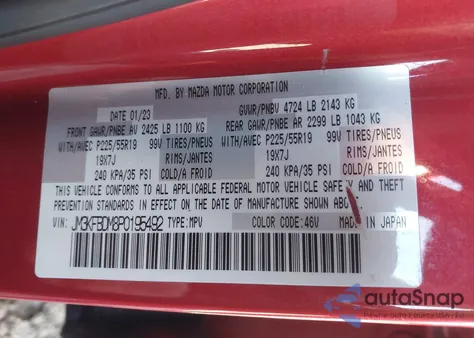 MFD. BY MAZDA MOTOR CORPORATION
DATE 01/23 GVWR/PNBV 4724 LB 2143 KG
FRONT GAWR/PNBE AV 2425 LB 1100 KG REAR GAWR/PNBE AR 2299 LB 1043 KG
WITH/AVEC P225/55R19 99V TIRES/PNEUS WITH/AVEC P225/55R19 99V TIRES/PNEUS
19X7J RIMS/JANTES 19X7J RIMS/JANTES
240 KPA/35 PSI COLD/A FROID 240 KPA/35 PSI COLD/A FROID
THIS VEHICLE CONFORMS TO ALL APPLICABLE FEDERAL MOTOR VEHICLE SAFETY AND THEFT
PREVENTION STANDARDS IN EFFECT ON THE DATE OF MANUFACTURE SHOWN ABOVE.
VIN: JM3KFBDM8P0195492 TYPE:MPV COLOR CODE:46V MADE IN JAPAN
autoSnap